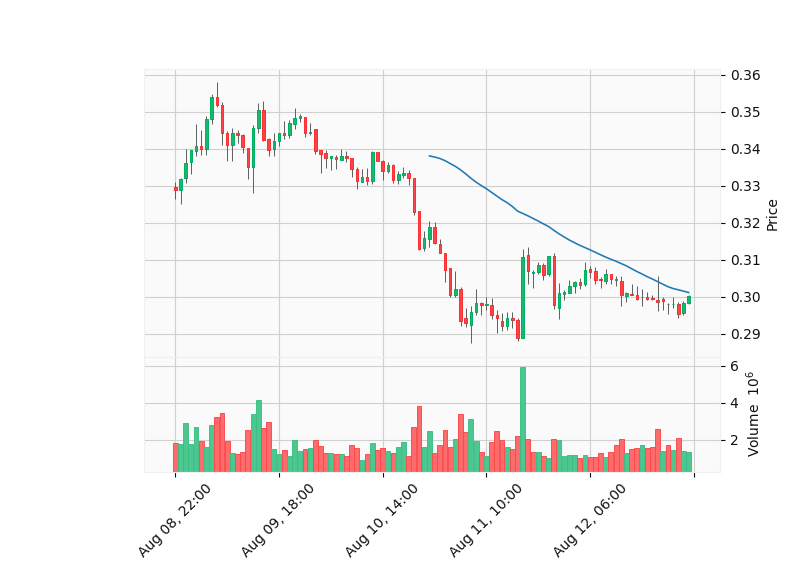 0.36
0.35
0.34
0.33
0.32
0.31
0.30
0.29
Price
6
4
2
Volume 10^6
Aug 08, 22:00
Aug 09, 18:00
Aug 10, 14:00
Aug 11, 10:00
Aug 12, 06:00